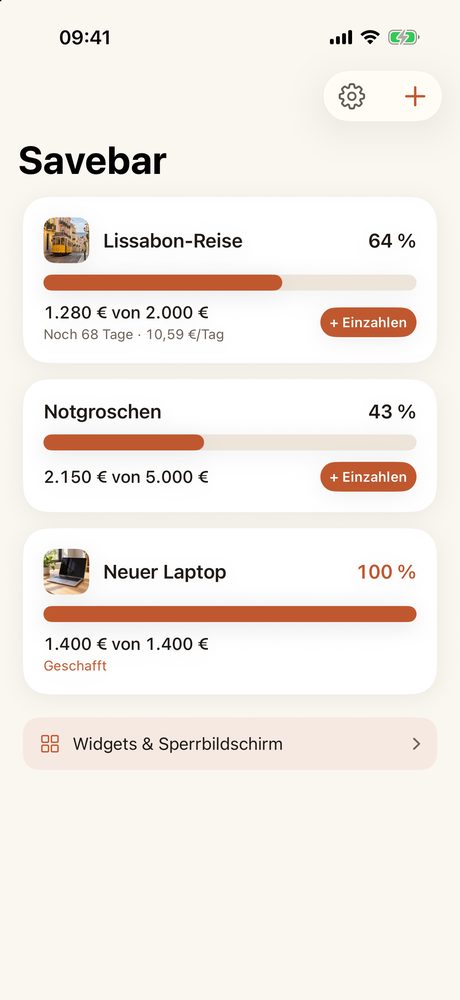 09:41
Savebar
Lissabon-Reise
64 %
1.280 € von 2.000 €
Noch 68 Tage · 10,59 €/Tag
+ Einzahlen
Notgroschen
43 %
2.150 € von 5.000 €
+ Einzahlen
Neuer Laptop
100 %
1.400 € von 1.400 €
Geschafft
Widgets & Sperrbildschirm